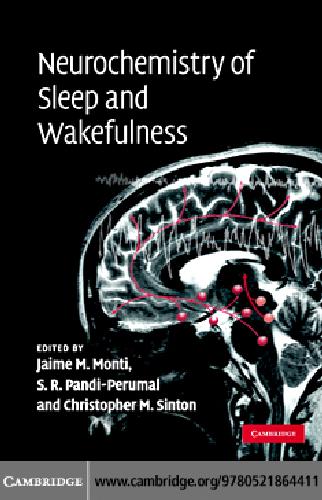 Neurochemistry of
Sleep and
Wakefulness
EDITED BY
Jaime M. Monti
S. R. Pandi-Perumal
and Christopher M. Sinton
CAMBRIDGE
CAMBRIDGE www.cambridge.org/9780521864411